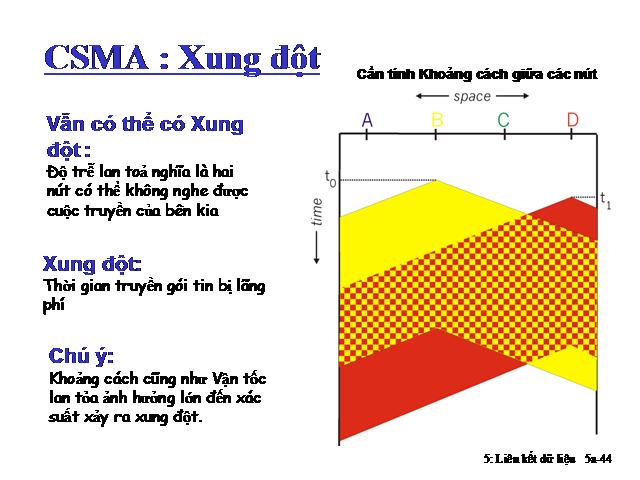 CSMA : Xung đột
Cần tính Khoảng cách giữa các nút
space
A B C D
Vẫn có thể có Xung
đột :
Độ trễ lan toả nghĩa là hai
nút có thể không nghe được
cuộc truyền của bên kia
t0
t1
time
Xung đột:
Thời gian truyền gói tin bị lãng
phí
Chú ý:
Khoảng cách cũng như Vận tốc
lan tỏa ảnh hưởng lớn đến xác
suất xảy ra xung đột.
5: Liên kết dữ liệu 5a-44